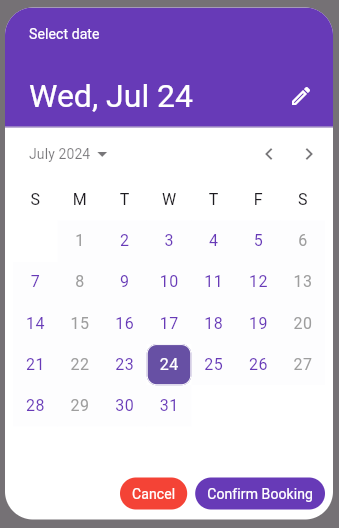 Select date
Wed, Jul 24
July 2024
S M T W T F S
1 2 3 4 5 6
7 8 9 10 11 12 13
14 15 16 17 18 19 20
21 22 23 24 25 26 27
28 29 30 31
Cancel Confirm Booking